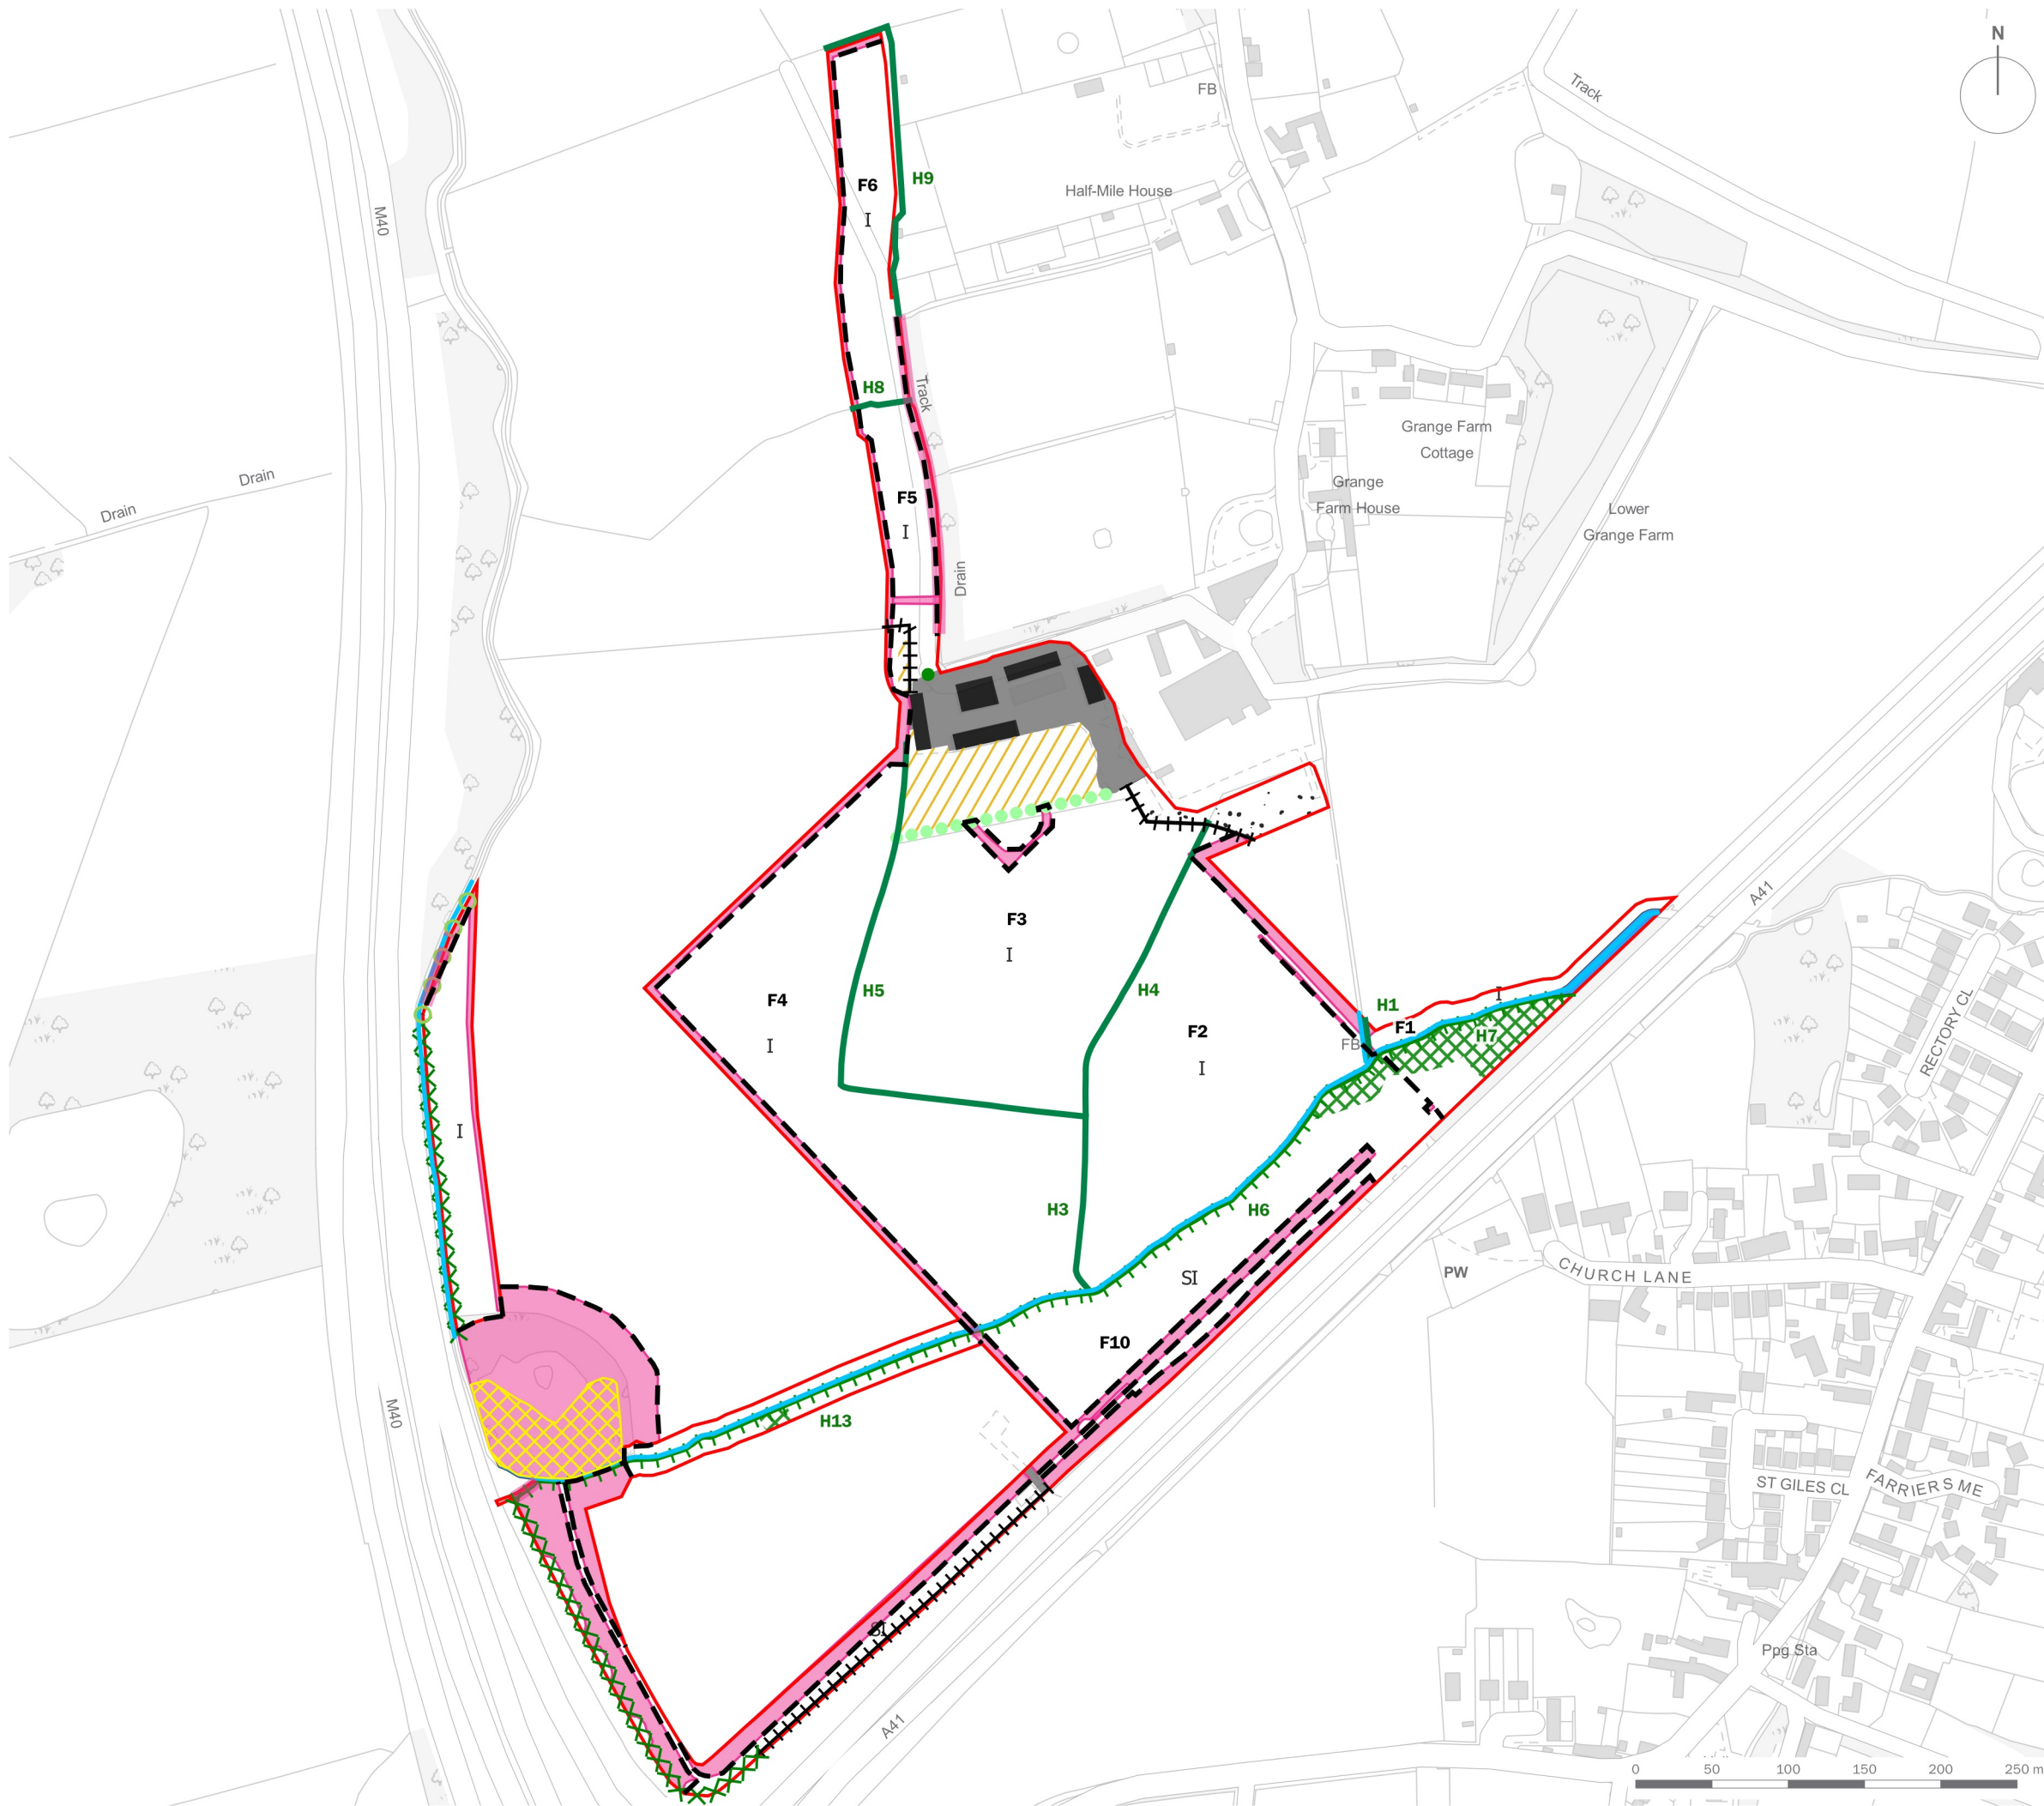 N
Track
FB
M40
F6
H9
Half-Mile House
I
H8
Track
Grange Farm
Cottage
Drain
Drain
F5
Grange
Farm House
Lower
Grange Farm
I
Drain
A41
F3
I
H5
H4
F4
I
H1
F1
I
H7
FB
F2
I
RECTORY CL
I
H3
H6
SI
PW
CHURCH LANE
F10
M40
H13
ST GILES CL
FARRIERS ME
SI
Ppg Sta
A41
0 50 100 150 200 250 m